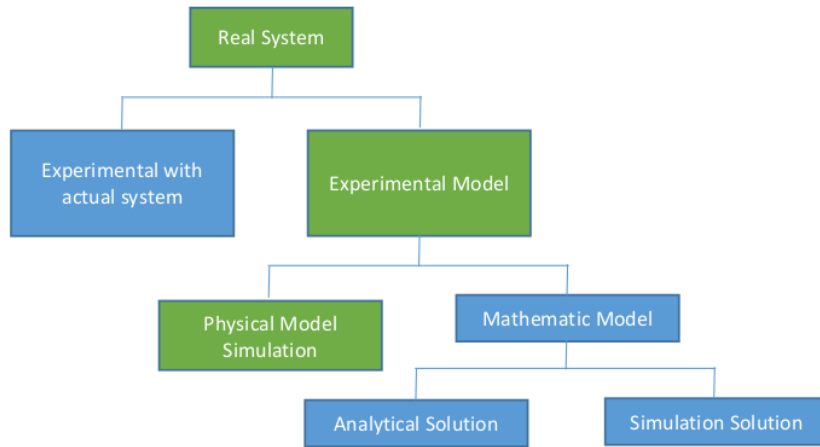 Real System
Experimental with
actual system
Experimental Model
Physical Model
Simulation
Mathematic Model
Analytical Solution
Simulation Solution